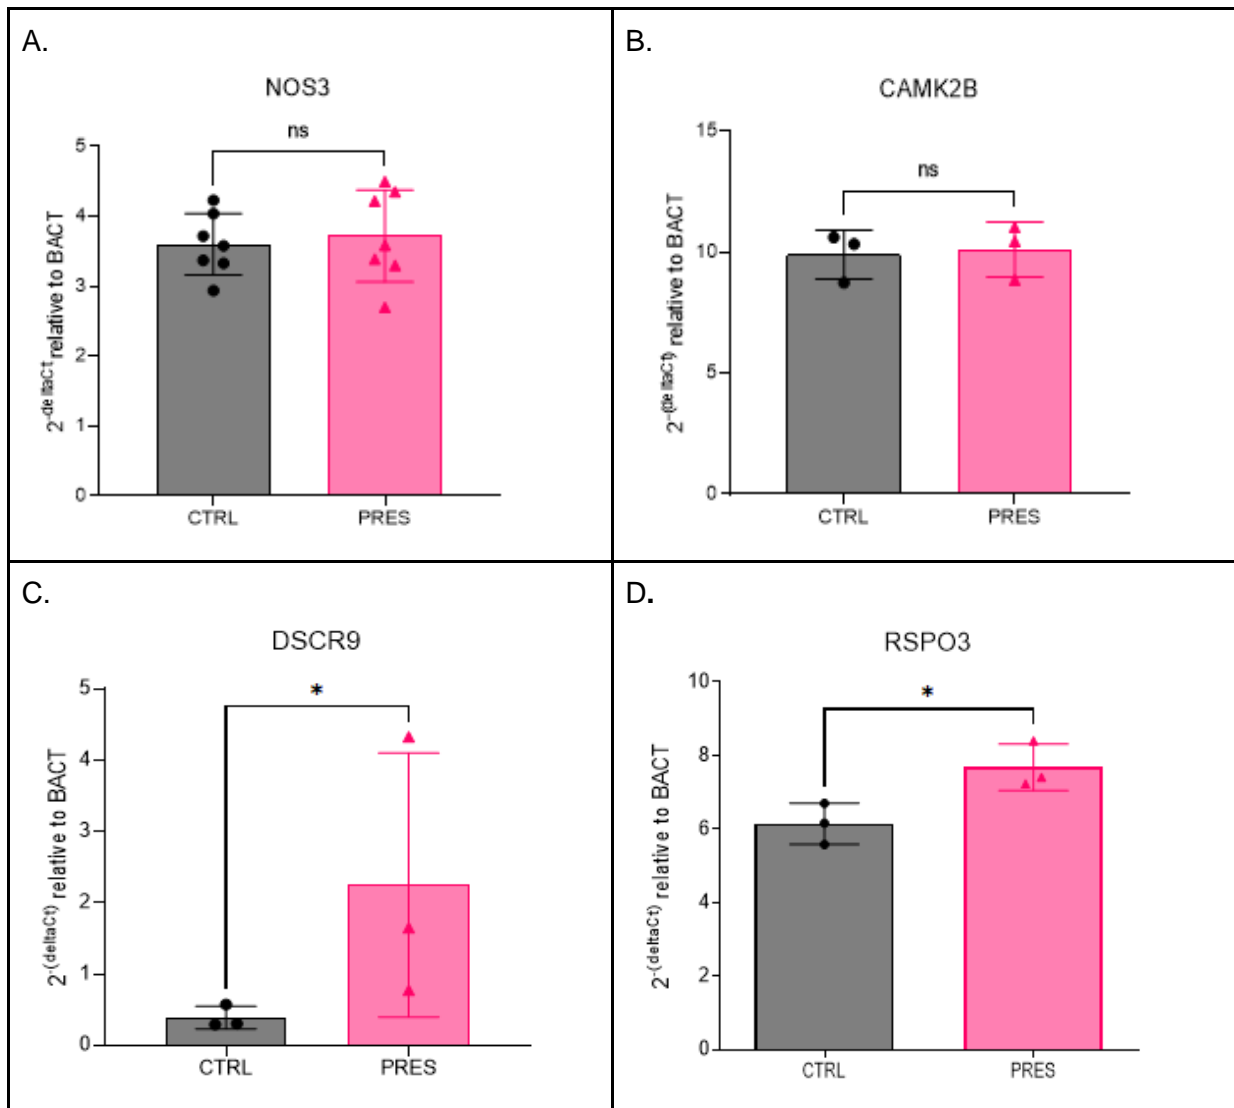 A.
NOS3
ns
5
4
3
2
1
0
2^-deltaCt relative to BACT
CTRL
PRES
B.
CAMK2B
ns
15
10
5
0
2^-(deltaCt) relative to BACT
CTRL
PRES
C.
DSCR9
*
5
4
3
2
1
0
2^-(deltaCt) relative to BACT
CTRL
PRES
D.
RSPO3
*
10
8
6
4
2
0
2^-(deltaCt) relative to BACT
CTRL
PRES